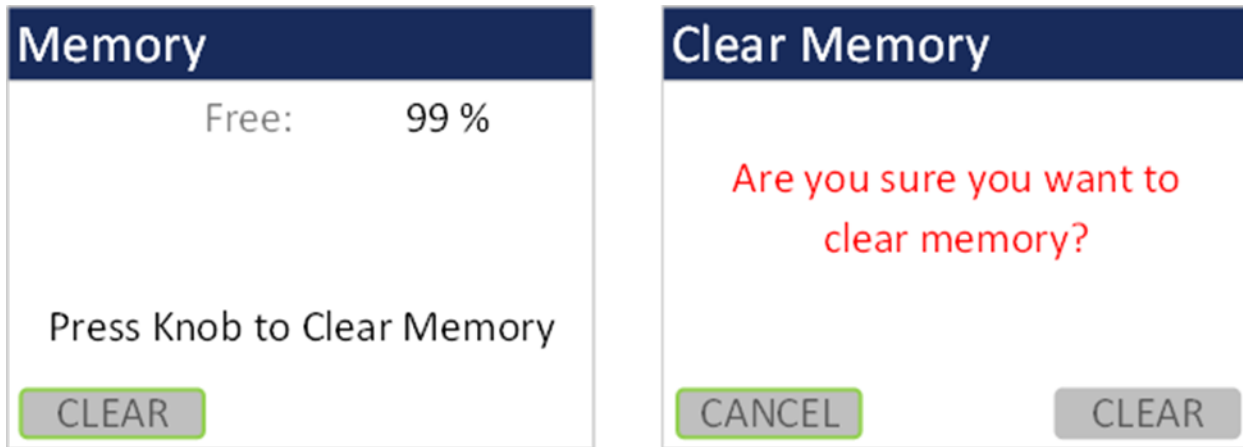 Memory
Free: 99 %
Press Knob to Clear Memory
CLEAR
Clear Memory
Are you sure you want to
clear memory?
CANCEL CLEAR